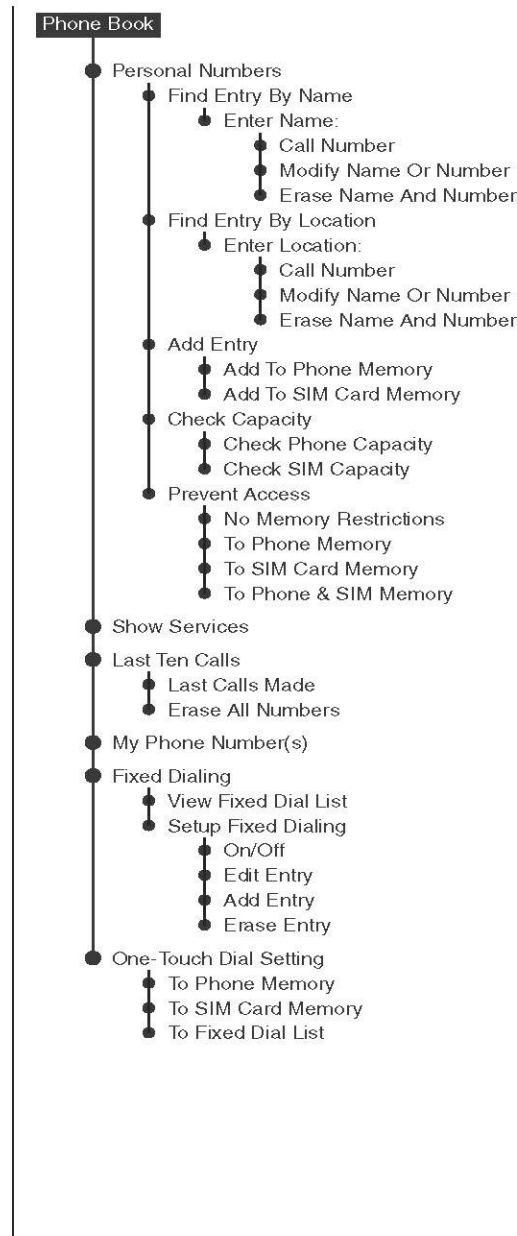 Phone Book
Personal Numbers
Find Entry By Name
Enter Name:
Call Number
Modify Name Or Number
Erase Name And Number
Find Entry By Location
Enter Location:
Call Number
Modify Name Or Number
Erase Name And Number
Add Entry
Add To Phone Memory
Add To SIM Card Memory
Check Capacity
Check Phone Capacity
Check SIM Capacity
Prevent Access
No Memory Restrictions
To Phone Memory
To SIM Card Memory
To Phone & SIM Memory
Show Services
Last Ten Calls
Last Calls Made
Erase All Numbers
My Phone Number(s)
Fixed Dialing
View Fixed Dial List
Setup Fixed Dialing
On/Off
Edit Entry
Add Entry
Erase Entry
One-Touch Dial Setting
To Phone Memory
To SIM Card Memory
To Fixed Dial List